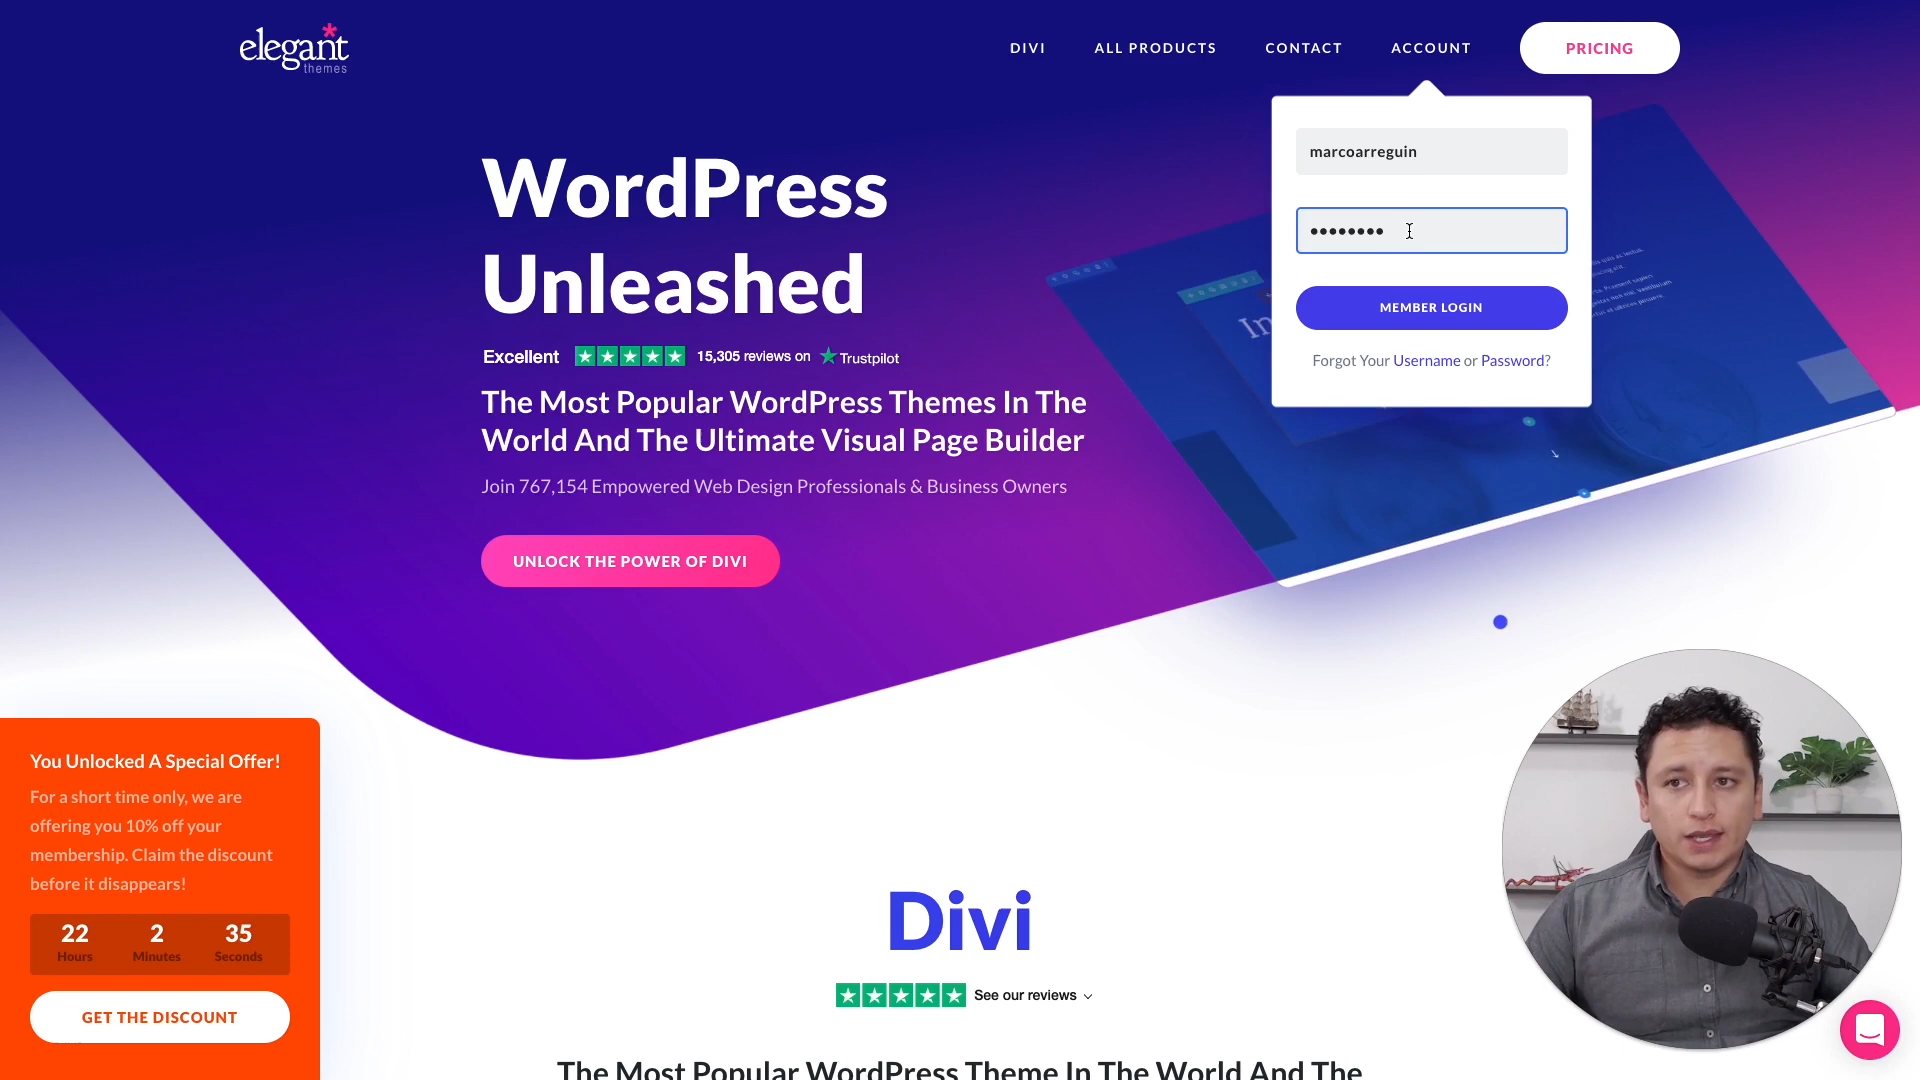 elegant
themes
DIVI
ALL PRODUCTS
CONTACT
ACCOUNT
PRICING
marcoarreguin
••••••••
MEMBER LOGIN
Forgot Your Username or Password?
WordPress
Unleashed
Excellent
15,305 reviews on
Trustpilot
The Most Popular WordPress Themes In The
World And The Ultimate Visual Page Builder
Join 767,154 Empowered Web Design Professionals & Business Owners
UNLOCK THE POWER OF DIVI
You Unlocked A Special Offer!
For a short time only, we are
offering you 10% off your
membership. Claim the discount
before it disappears!
22 2 35
Hours Minutes Seconds
GET THE DISCOUNT
Divi
See our reviews
The Most Popular WordPress Theme In The World And The